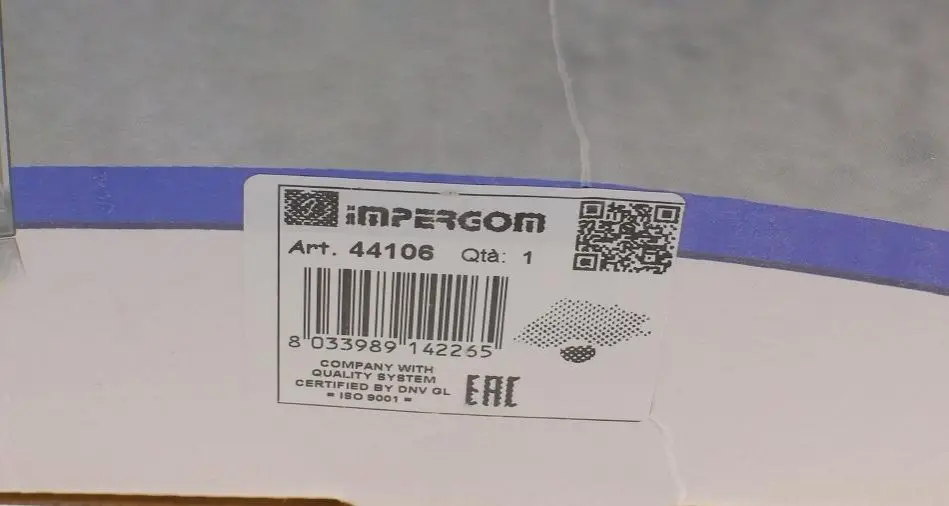 iMPERGOM
Art. 44106 Qtà: 1
8 033989 142265
COMPANY WITH
QUALITY SYSTEM
CERTIFIED BY DNV GL
= ISO 9001 =
EAC